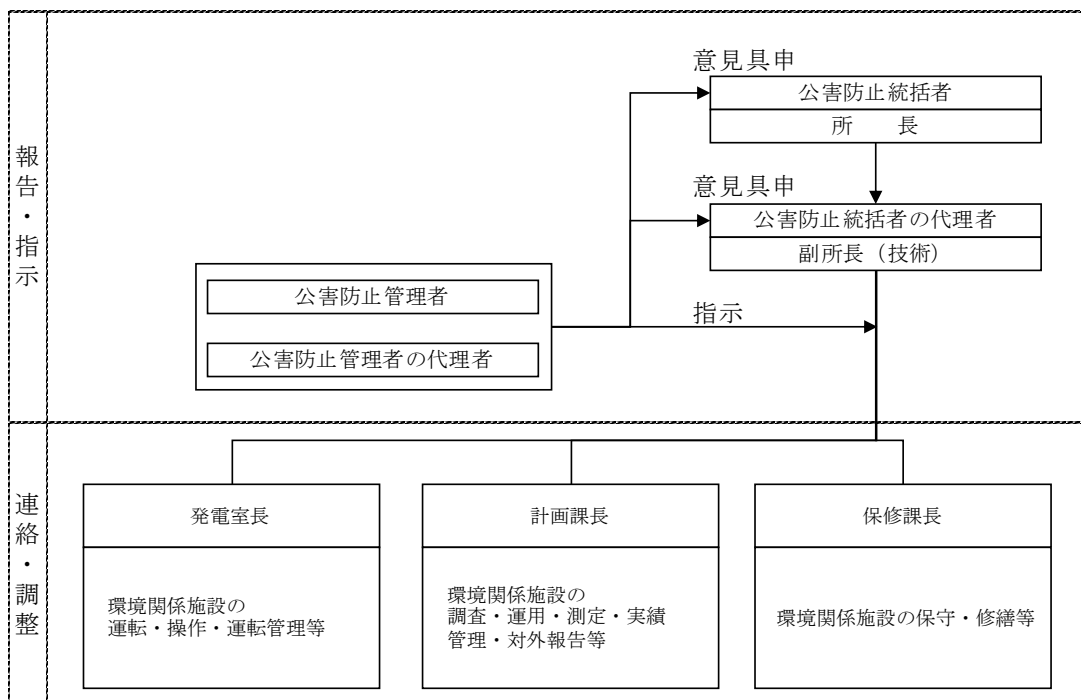 報告・指示
意見具申
公害防止統括者
所　　長
意見具申
公害防止統括者の代理者
副所長（技術）
公害防止管理者
公害防止管理者の代理者
指示
連絡・調整
発電室長
環境関係施設の
運転・操作・運転管理等
計画課長
環境関係施設の
調査・運用・測定・実績
管理・対外報告等
保修課長
環境関係施設の保守・修繕等